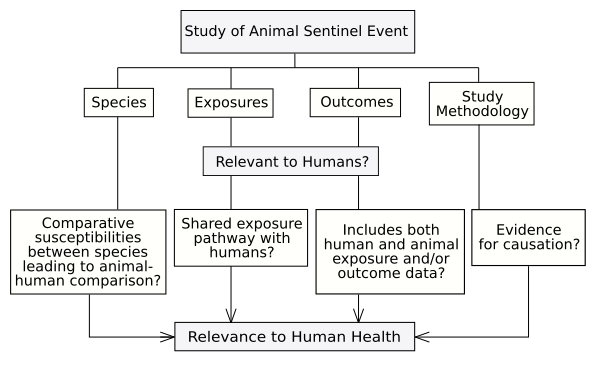 Study of Animal Sentinel Event
Species
Exposures
Outcomes
Study
Methodology
Relevant to Humans?
Comparative
susceptibilities
between species
leading to animal-
human comparison?
Shared exposure
pathway with
humans?
Includes both
human and animal
exposure and/or
outcome data?
Evidence
for causation?
Relevance to Human Health